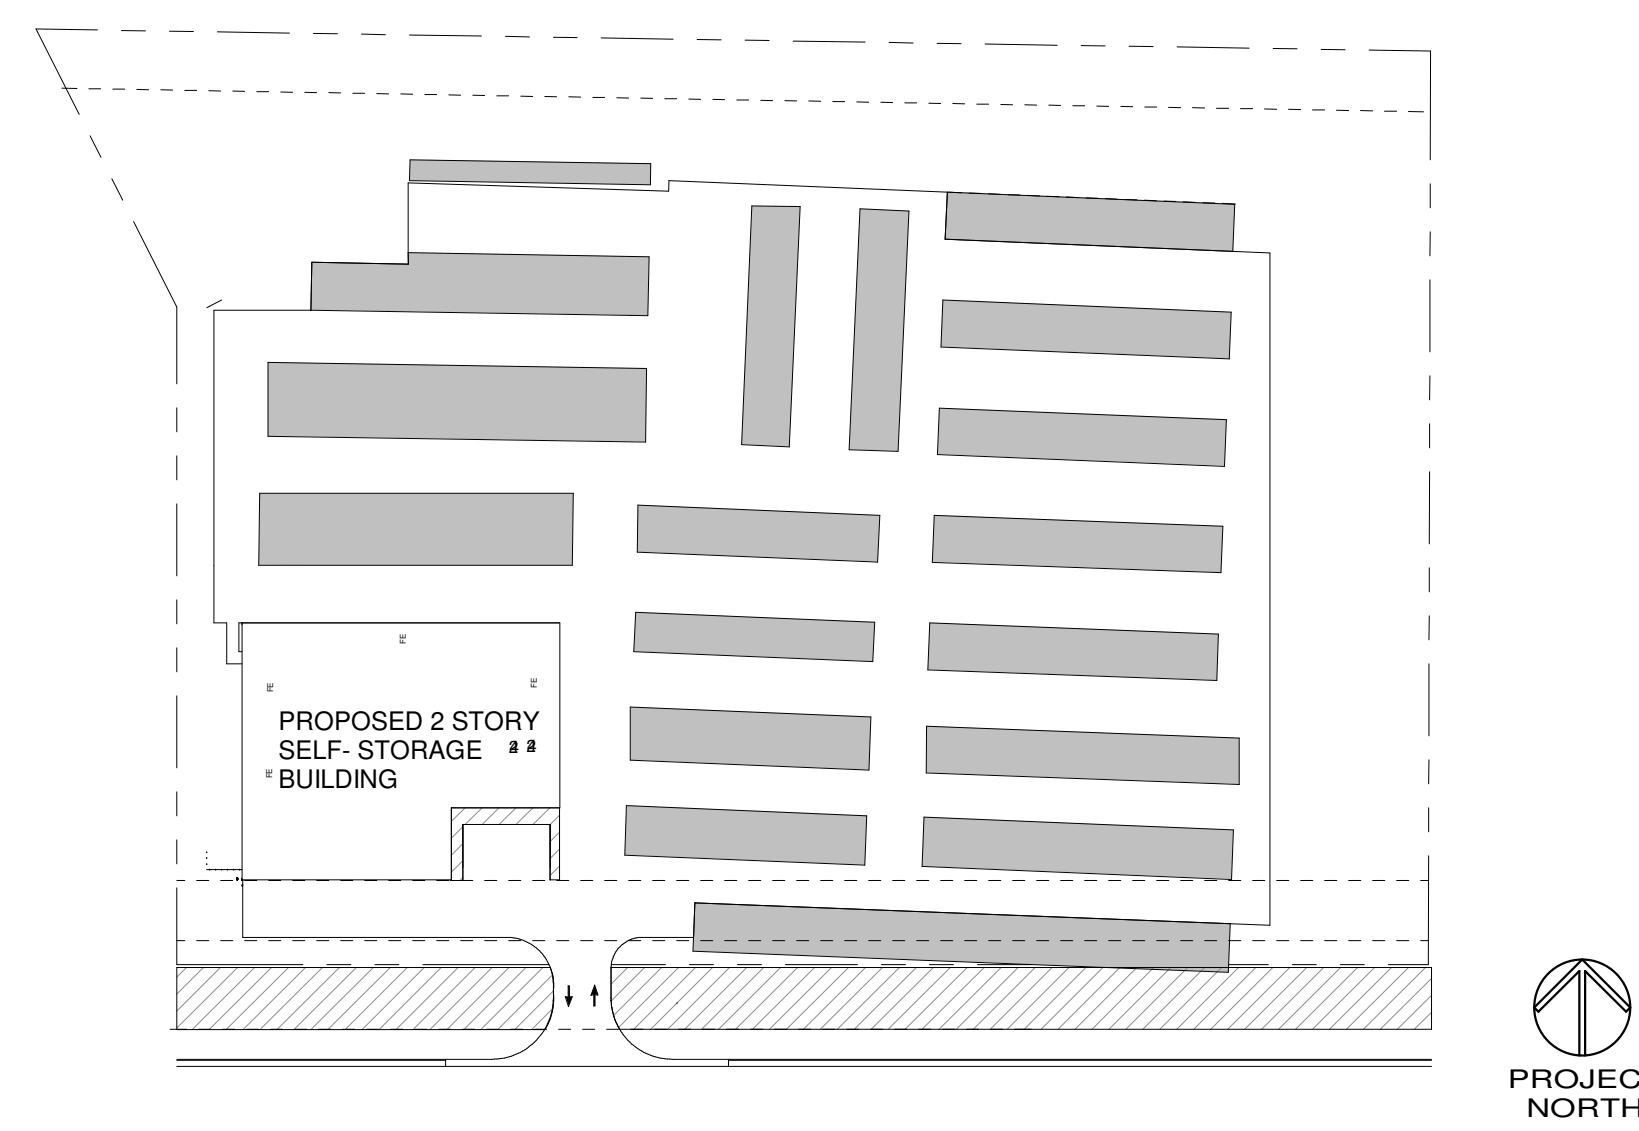 FE
FE
FE
PROPOSED 2 STORY
SELF- STORAGE
BUILDING
FE
PROJEC
NORTH